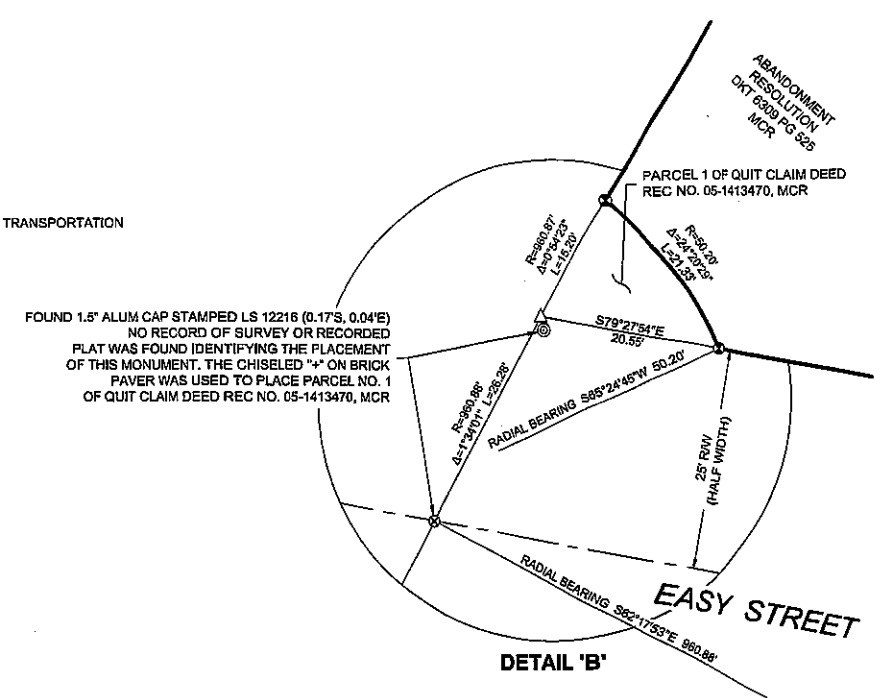 ABANDONMENT
RESOLUTION
DKT 6309 PG 525
MCR
PARCEL 1 OF QUIT CLAIM DEED
REC NO. 05-1413470, MCR
TRANSPORTATION
R=960.87'
Δ=0°54'23"
L=15.20'
R=50.20'
Δ=24°20'29"
L=21.33'
FOUND 1.5" ALUM CAP STAMPED LS 12216 (0.17'S, 0.04'E)
NO RECORD OF SURVEY OR RECORDED
PLAT WAS FOUND IDENTIFYING THE PLACEMENT
OF THIS MONUMENT. THE CHISELED "+" ON BRICK
PAVER WAS USED TO PLACE PARCEL NO. 1
OF QUIT CLAIM DEED REC NO. 05-1413470, MCR
S79°27'54"E
20.55'
R=960.88'
Δ=1°34'01" L=26.28'
RADIAL BEARING S65°24'45"W 50.20'
25' R/W
(HALF WIDTH)
RADIAL BEARING S62°17'53"E 960.88'
EASY STREET
DETAIL 'B'